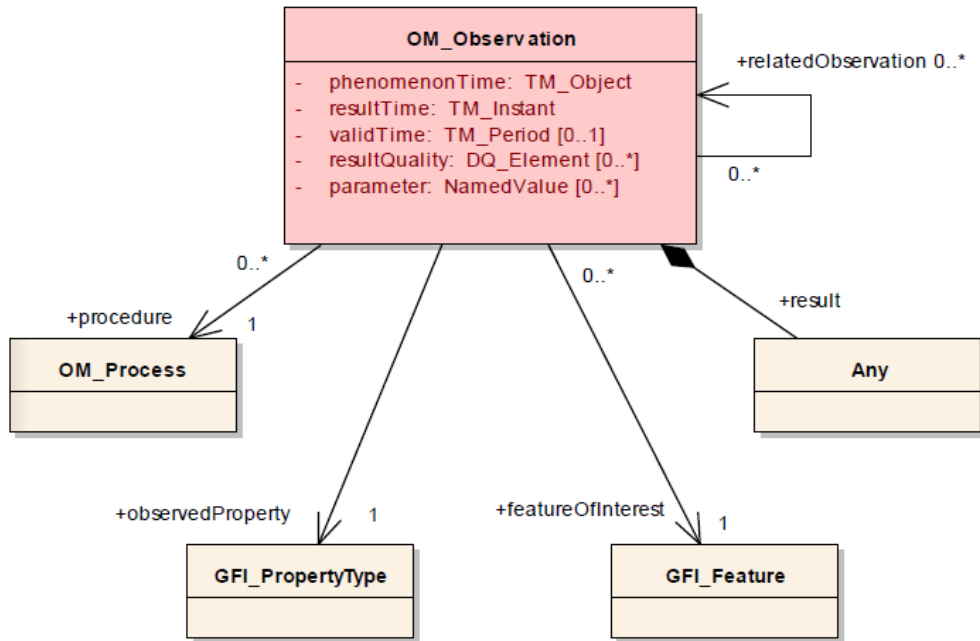 OM_Observation
- phenomenonTime: TM_Object
- resultTime: TM_Instant
- validTime: TM_Period [0..1]
- resultQuality: DQ_Element [0..*]
- parameter: NamedValue [0..*]
+relatedObservation 0..*
0..*
0..*
+procedure
1
OM_Process
0..*
+result
Any
+observedProperty
1
GFI_PropertyType
+featureOfInterest
1
GFI_Feature